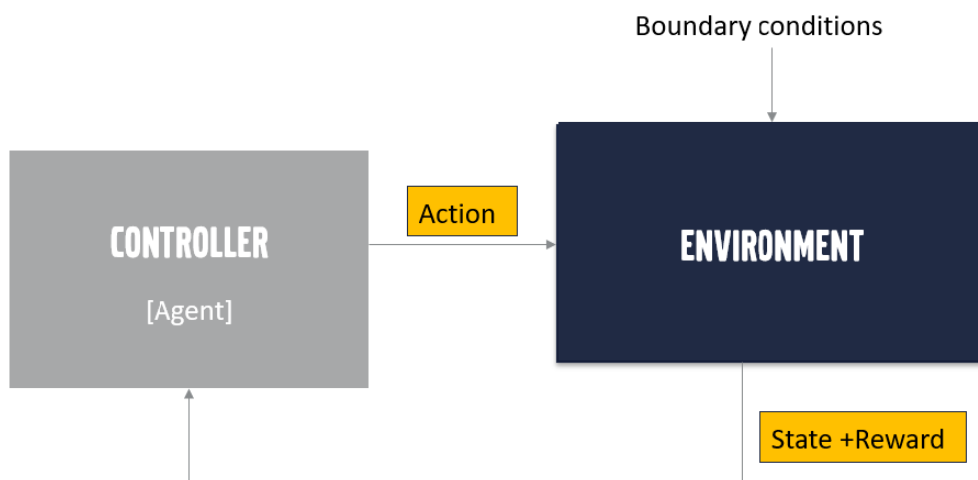 Boundary conditions
Action
CONTROLLER
[Agent]
ENVIRONMENT
State +Reward